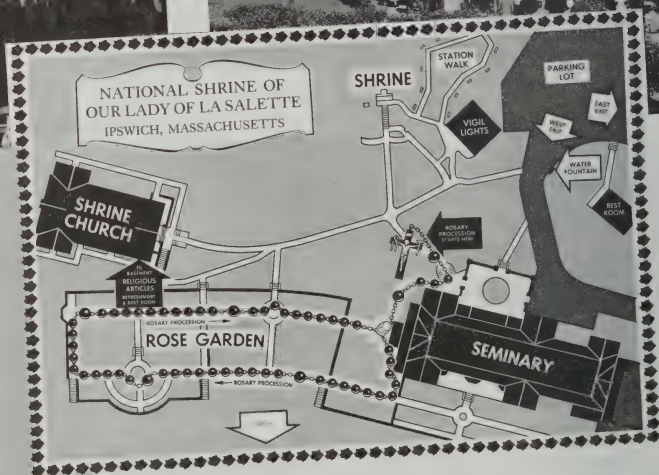 NATIONAL SHRINE OF
OUR LADY OF LA SALETTE
IPSWICH, MASSACHUSETTS
SHRINE
STATION
WALK
PARKING
LOT
EAST
EXIT
WEST
EXIT
VIGIL
LIGHTS
WATER
FOUNTAIN
REST
ROOM
SHRINE
CHURCH
ROSARY
PROCESSION
STARTS HERE
IN
BASEMENT
RELIGIOUS
ARTICLES
REFRESHMENT
& REST ROOM
ROSARY PROCESSION
ROSE GARDEN
SEMINARY
ROSARY PROCESSION